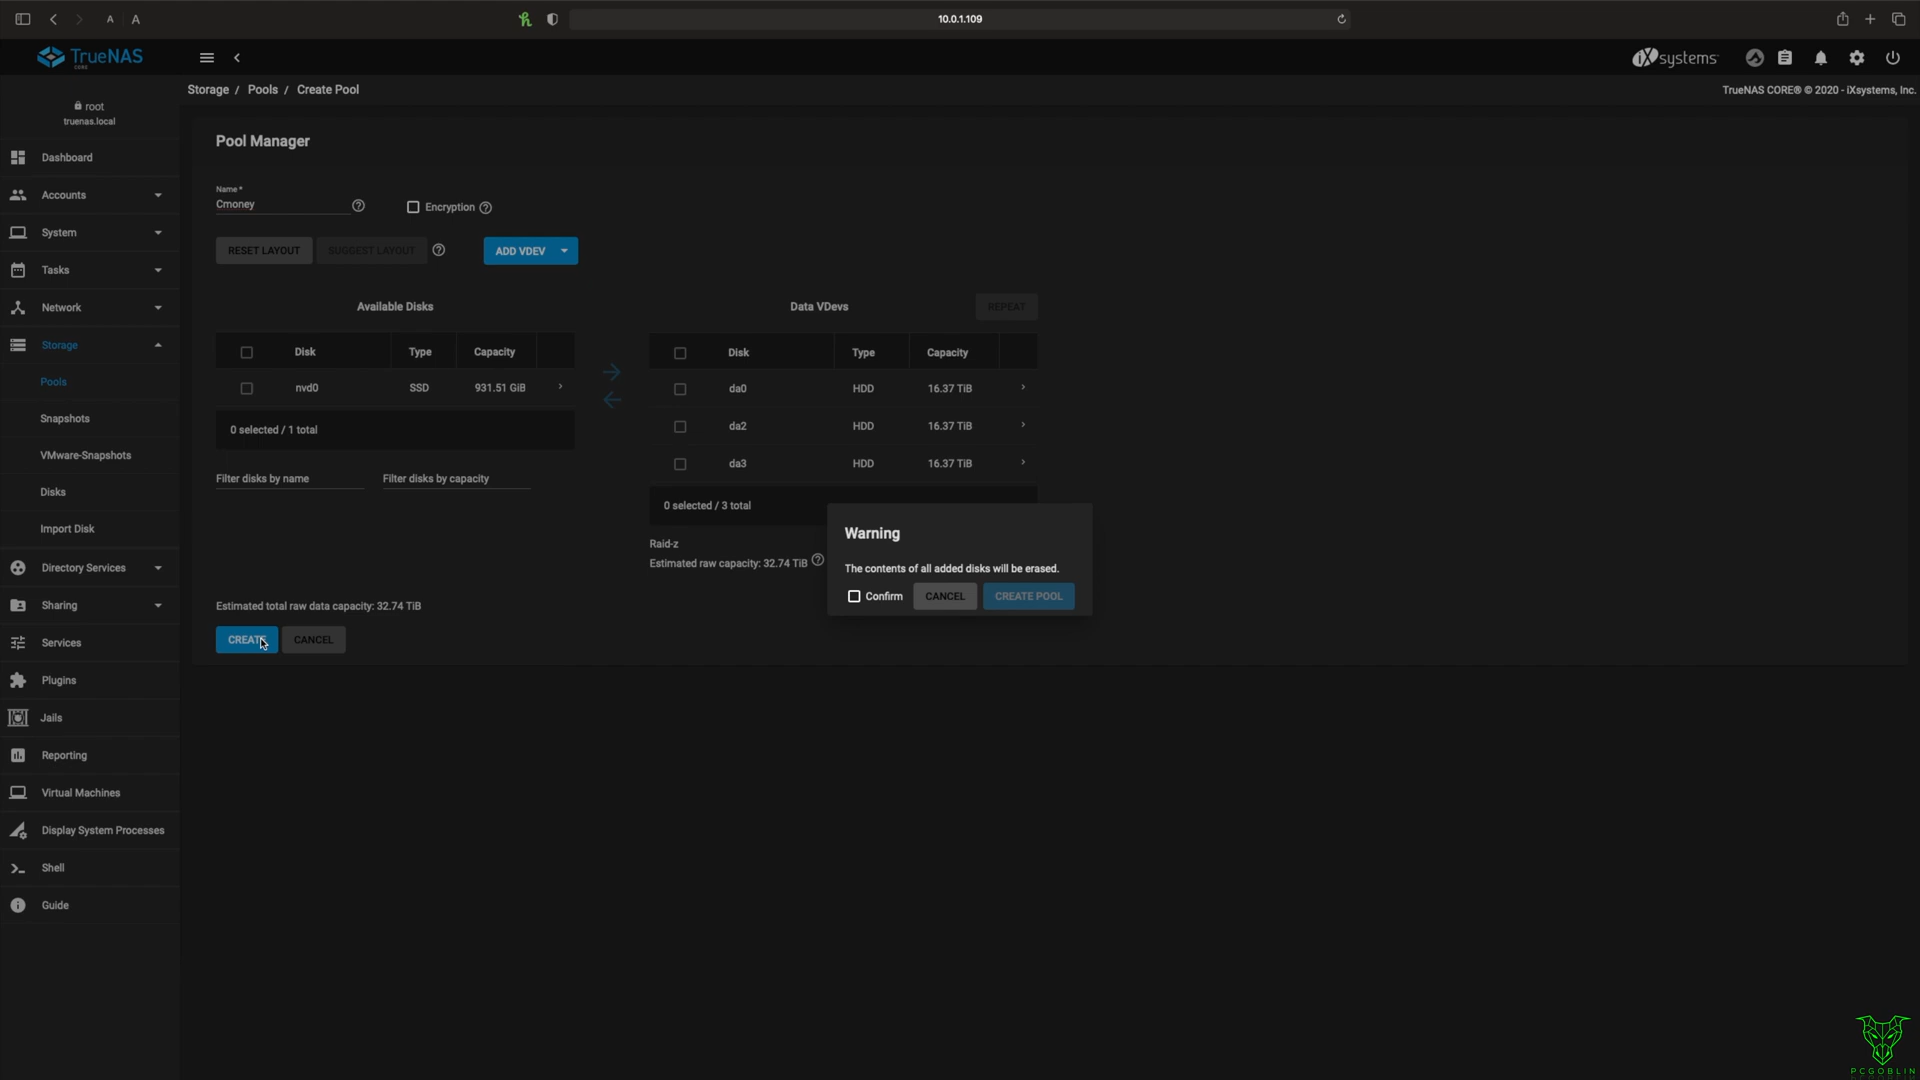 A A 10.0.1.109
TrueNAS
CORE
iXsystems
Storage / Pools / Create Pool
TrueNAS CORE® © 2020 - iXsystems, Inc.
root
truenas.local
Dashboard
Accounts
System
Tasks
Network
Storage
Pools
Snapshots
VMware-Snapshots
Disks
Import Disk
Directory Services
Sharing
Services
Plugins
Jails
Reporting
Virtual Machines
Display System Processes
Shell
Guide
Pool Manager
Name *
Cmoney
Encryption
RESET LAYOUT SUGGEST LAYOUT ADD VDEV
Available Disks
Disk Type Capacity
nvd0 SSD 931.51 GiB
0 selected / 1 total
Filter disks by name Filter disks by capacity
Data VDevs REPEAT
Disk Type Capacity
da0 HDD 16.37 TiB
da2 HDD 16.37 TiB
da3 HDD 16.37 TiB
0 selected / 3 total
Raid-z
Estimated raw capacity: 32.74 TiB
Estimated total raw data capacity: 32.74 TiB
CREATE CANCEL
Warning
The contents of all added disks will be erased.
Confirm CANCEL CREATE POOL
PCGOBLIN